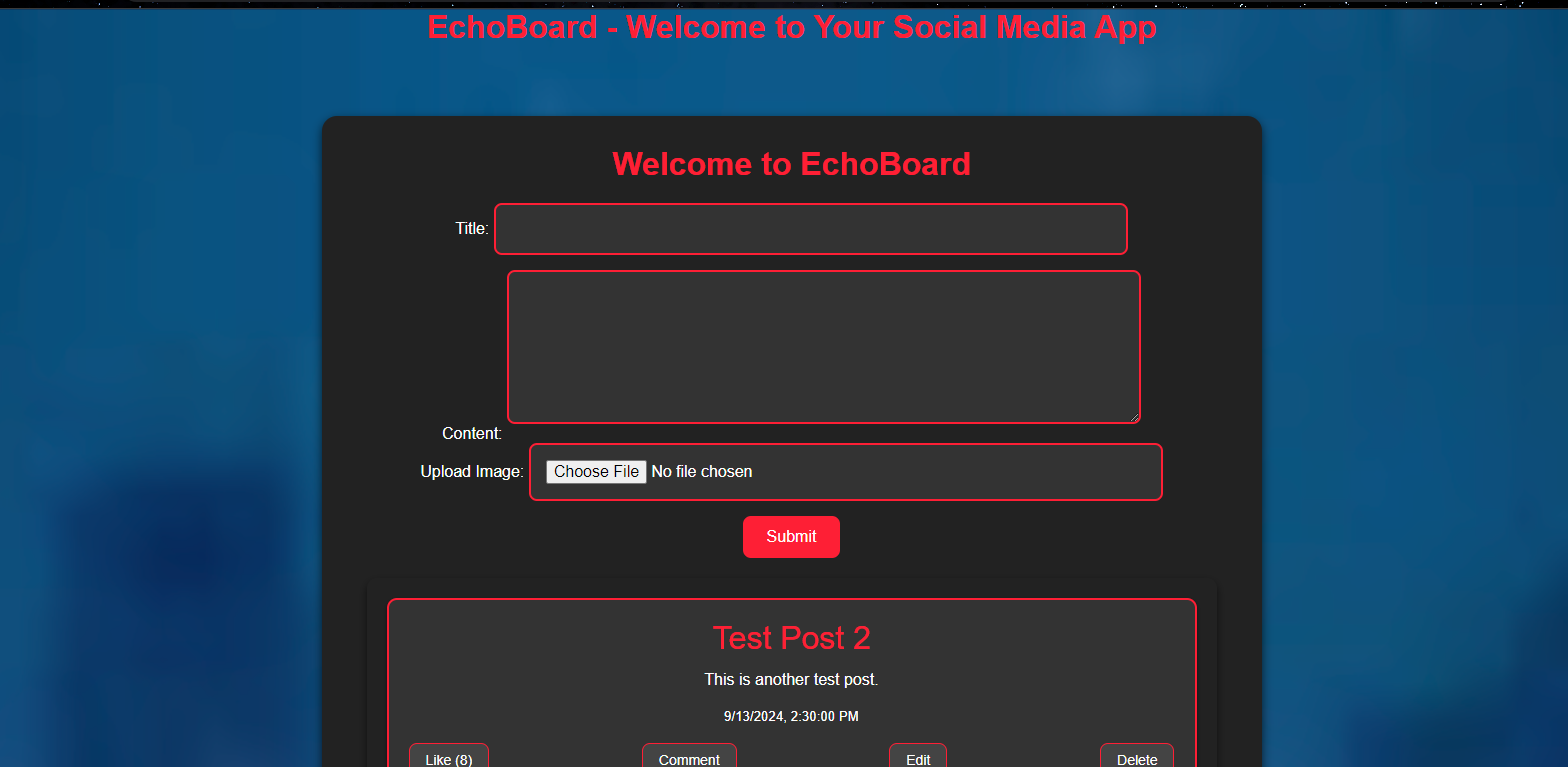 EchoBoard - Welcome to Your Social Media App
Welcome to EchoBoard
Title:
Content:
Upload Image: Choose File No file chosen
Submit
Test Post 2
This is another test post.
9/13/2024, 2:30:00 PM
Like (8) Comment Edit Delete